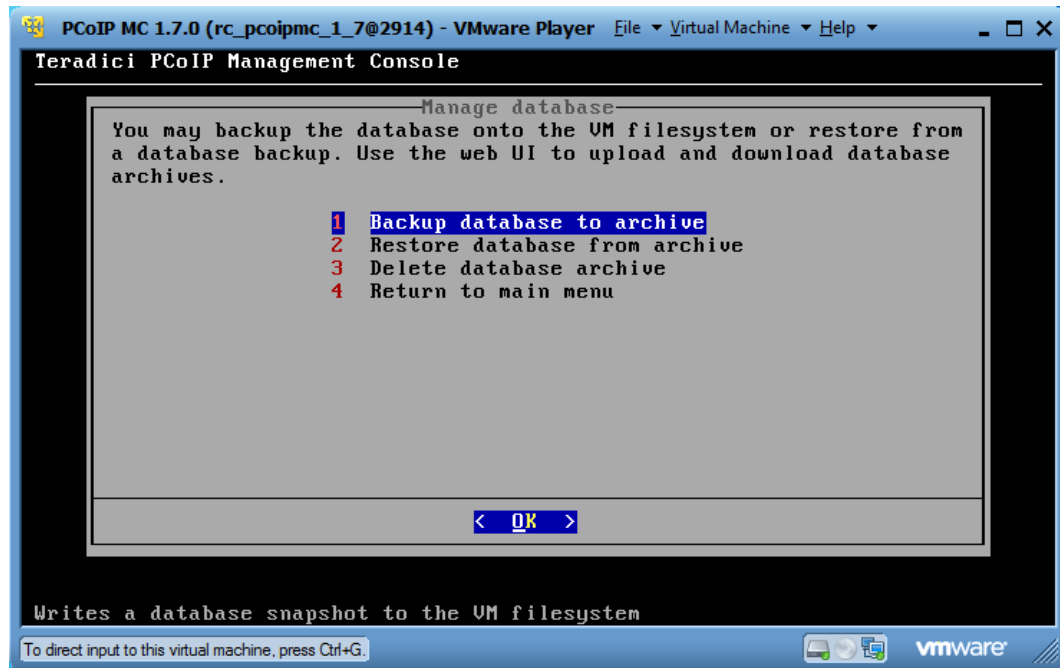 PCoIP MC 1.7.0 (rc_pcoipmc_1_7@2914) - VMware Player File Virtual Machine Help
Teradici PCoIP Management Console
Manage database
You may backup the database onto the VM filesystem or restore from
a database backup. Use the web UI to upload and download database
archives.
1 Backup database to archive
2 Restore database from archive
3 Delete database archive
4 Return to main menu
< OK >
Writes a database snapshot to the VM filesystem
To direct input to this virtual machine, press Ctrl+G.
vmware